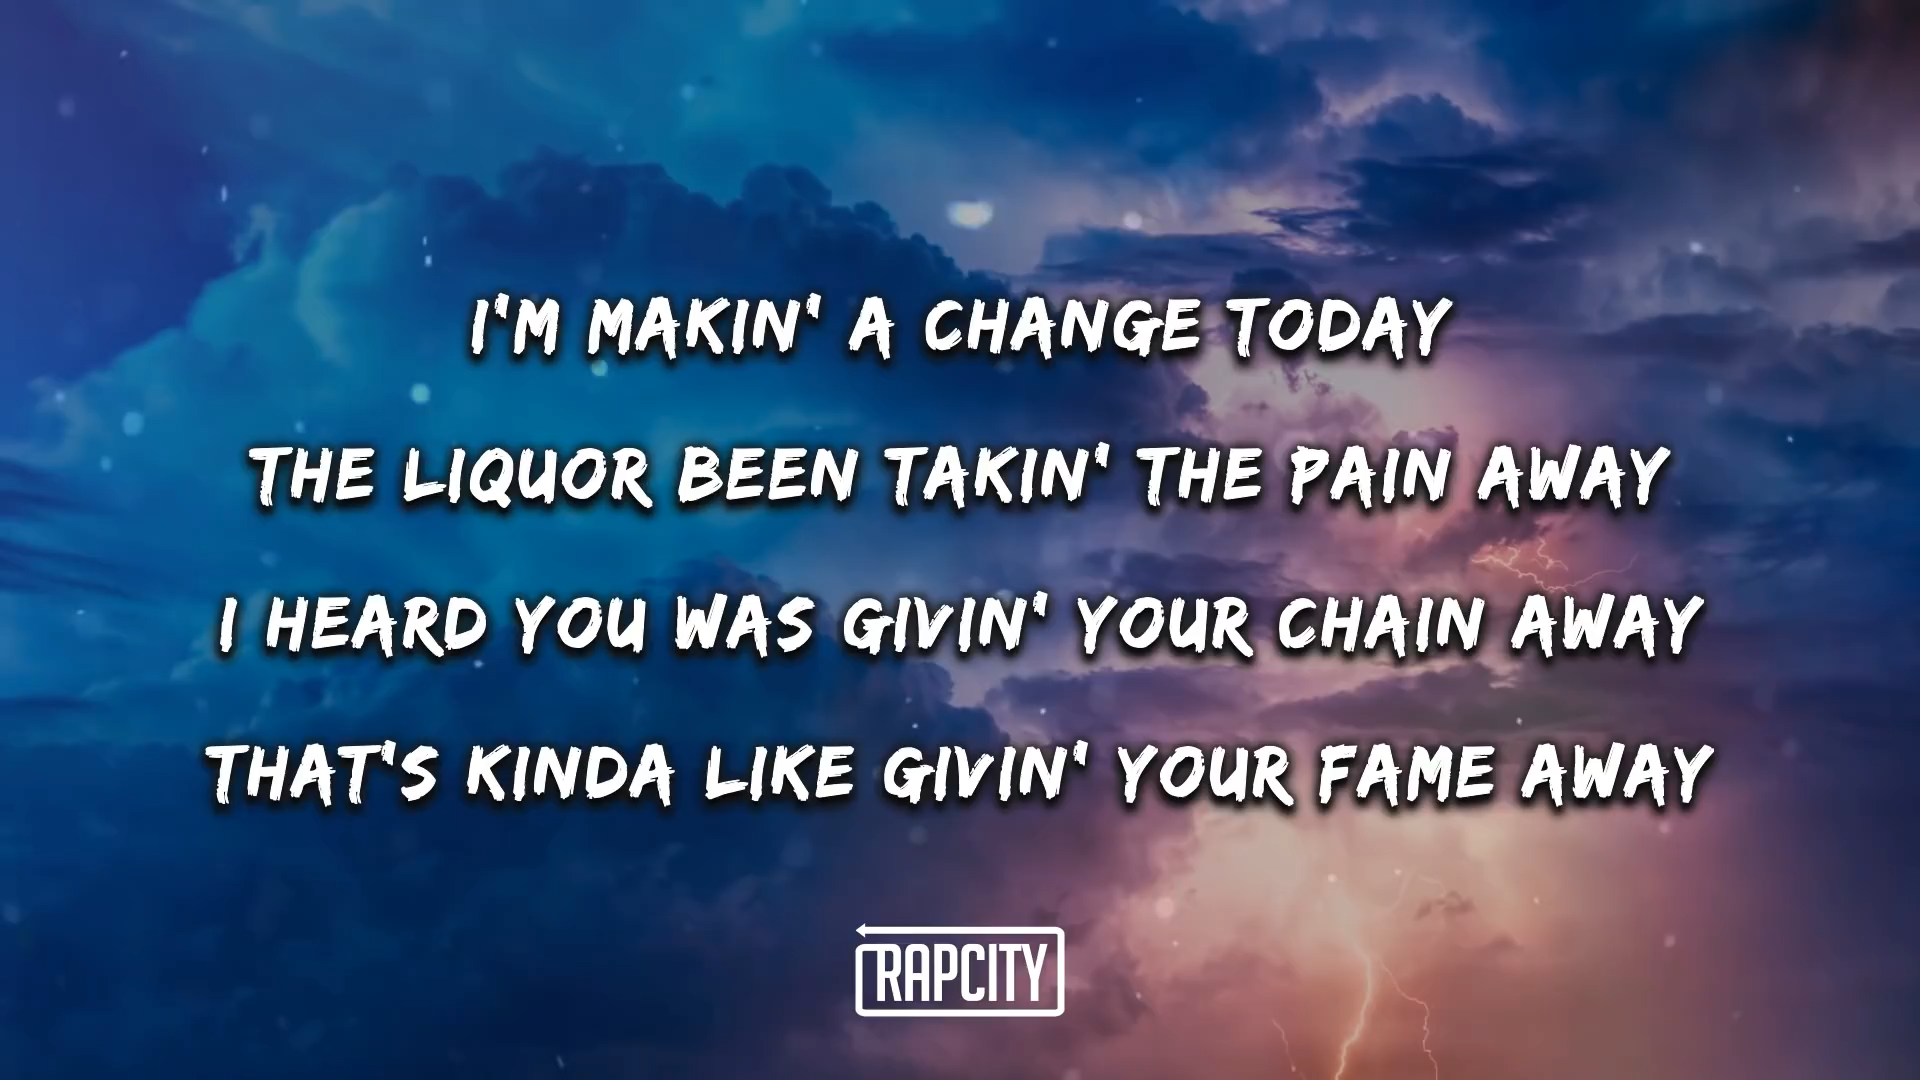 I'M MAKIN' A CHANGE TODAY
THE LIQUOR BEEN TAKIN' THE PAIN AWAY
I HEARD YOU WAS GIVIN' YOUR CHAIN AWAY
THAT'S KINDA LIKE GIVIN' YOUR FAME AWAY
RAPCITY